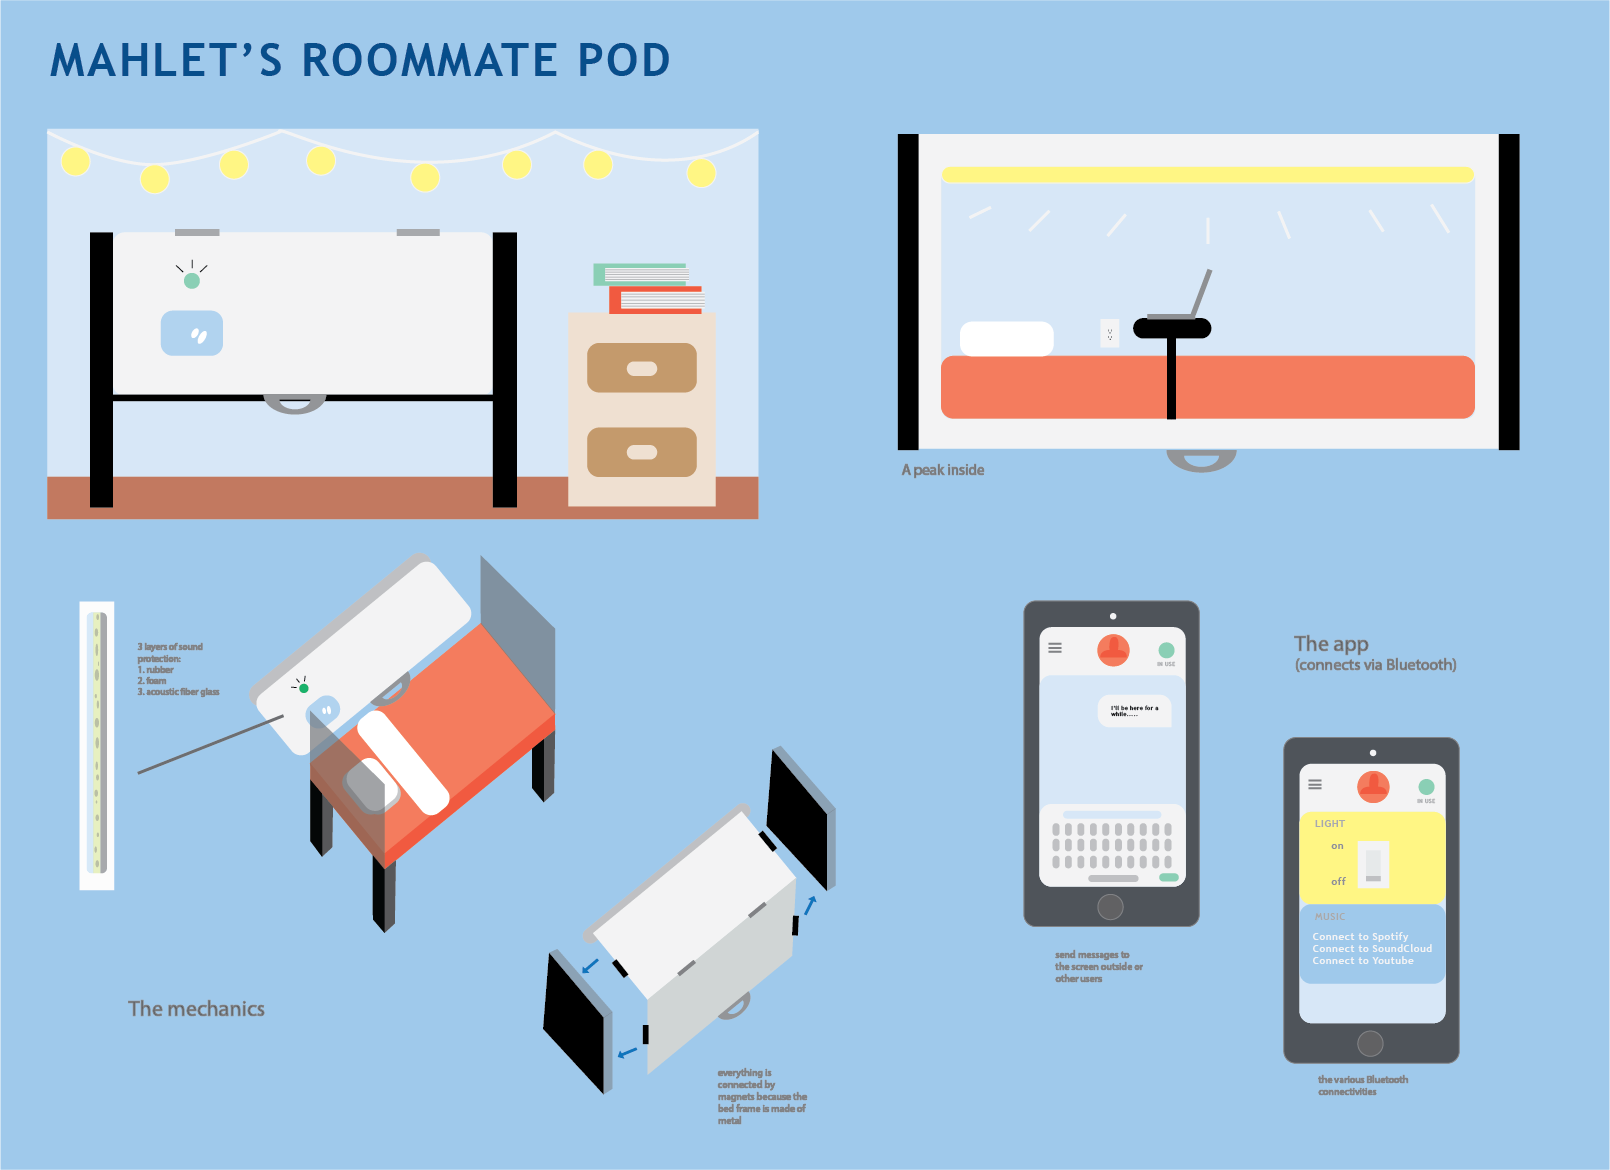 MAHLET'S ROOMMATE POD
A peak inside
3 layers of sound
protection:
1. rubber
2. foam
3. acoustic fiber glass
The mechanics
everything is
connected by
magnets because the
bed frame is made of
metal
IN USE
I'll be here for a
while.....
send messages to
the screen outside or
other users
The app
(connects via Bluetooth)
IN USE
LIGHT
on
off
MUSIC
Connect to Spotify
Connect to SoundCloud
Connect to Youtube
the various Bluetooth
connectivities